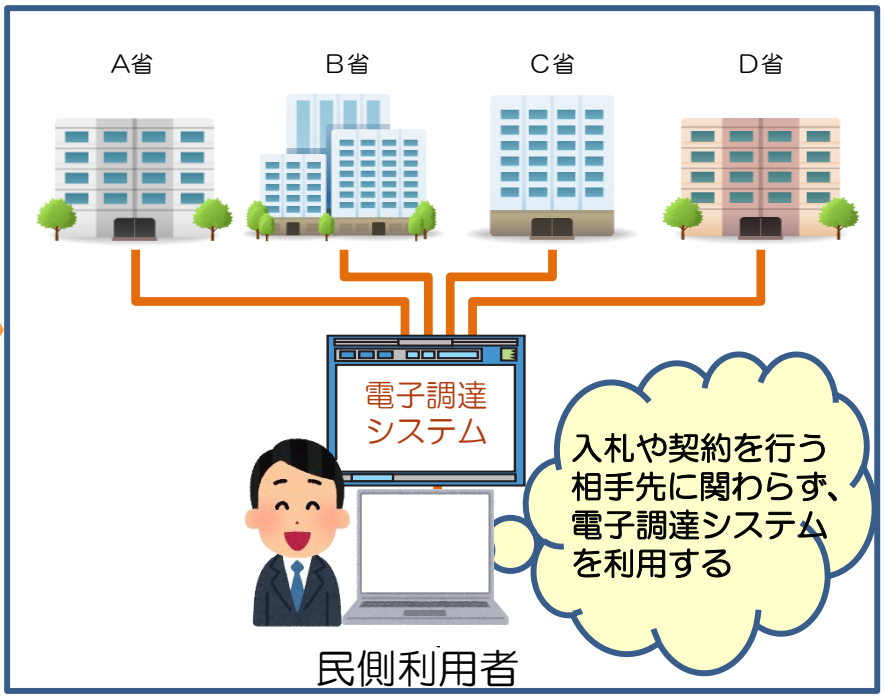 A省
B省
C省
D省
電子調達
システム
入札や契約を行う
相手先に関わらず、
電子調達システム
を利用する
民側利用者